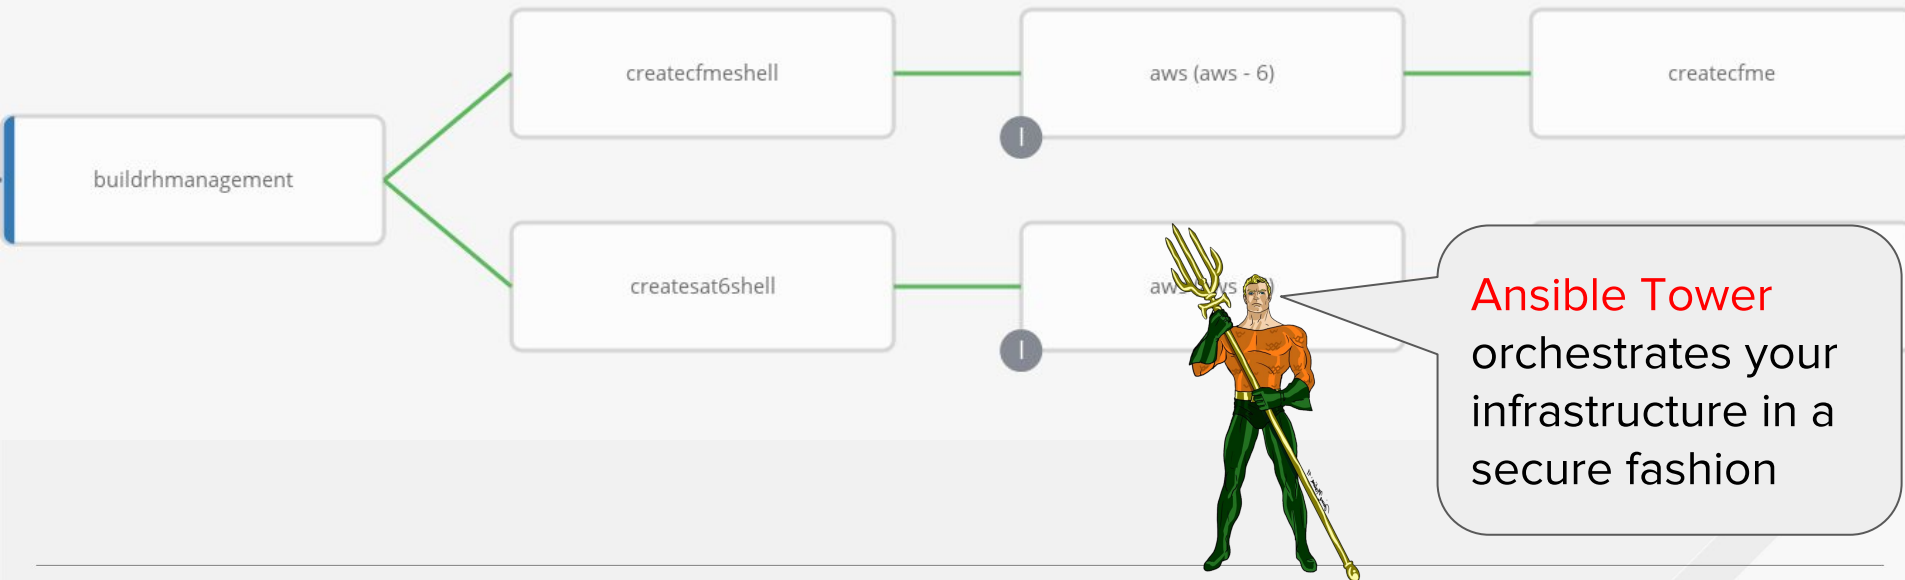 createcfmeshell
aws (aws - 6)
createcfme
I
buildrhmanagement
createsat6shell
I
Ansible Tower
orchestrates your
infrastructure in a
secure fashion